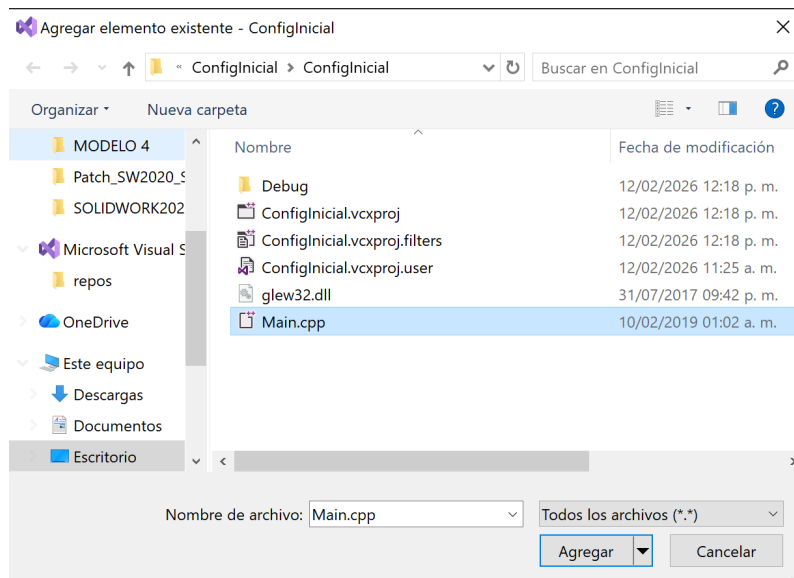 Agregar elemento existente - ConfigInicial
« ConfigInicial > ConfigInicial
Buscar en ConfigInicial
Organizar
Nueva carpeta
MODELO 4
Patch_SW2020_S
SOLIDWORK202
Microsoft Visual S
repos
OneDrive
Este equipo
Descargas
Documentos
Escritorio
Nombre Fecha de modificación
Debug 12/02/2026 12:18 p. m.
ConfigInicial.vcxproj 12/02/2026 12:18 p. m.
ConfigInicial.vcxproj.filters 12/02/2026 12:18 p. m.
ConfigInicial.vcxproj.user 12/02/2026 11:25 a. m.
glew32.dll 31/07/2017 09:42 p. m.
Main.cpp 10/02/2019 01:02 a. m.
Nombre de archivo: Main.cpp
Todos los archivos (*.*)
Agregar
Cancelar